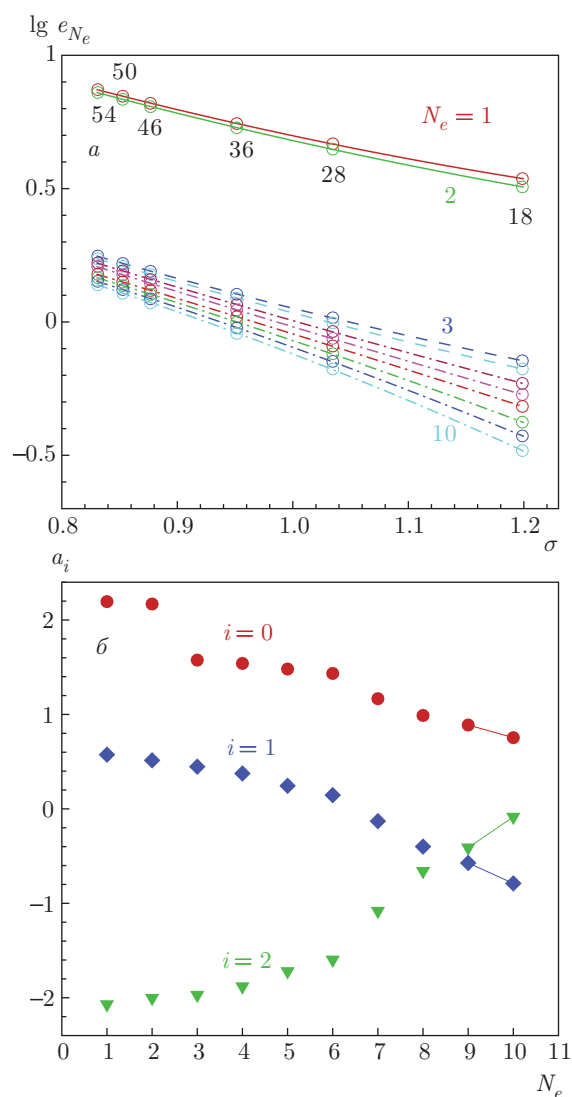 lg e_{N_e}
1
50
54
46
N_e = 1
a
36
28
0.5
2
18
0
3
10
−0.5
0.8 0.9 1.0 1.1 1.2
σ
a_i
2
б
i = 0
1
i = 1
0
−1
i = 2
−2
0 1 2 3 4 5 6 7 8 9 10 11
N_e